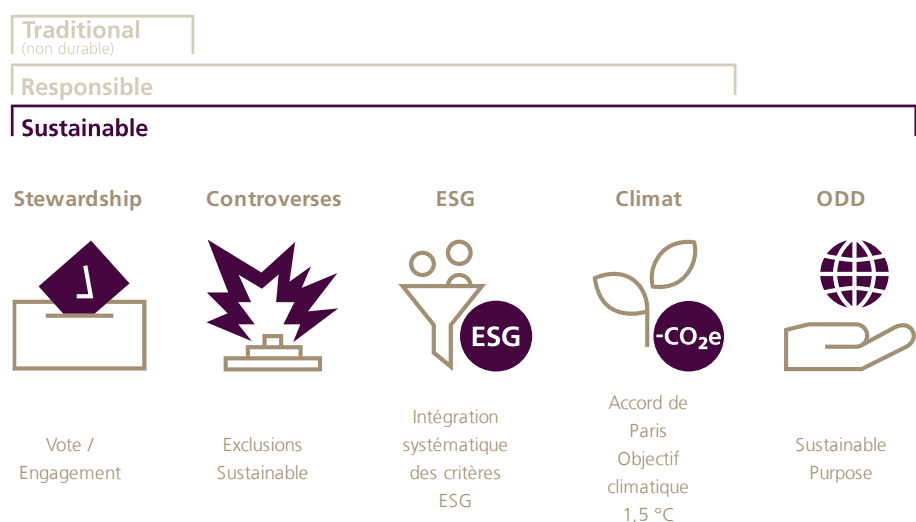 Traditional
(non durable)
Responsible
Sustainable
Stewardship
Controverses
ESG
Climat
ODD
ESG
-CO₂e
Vote /
Engagement
Exclusions
Sustainable
Intégration
systématique
des critères
ESG
Accord de
Paris
Objectif
climatique
1,5 °C
Sustainable
Purpose